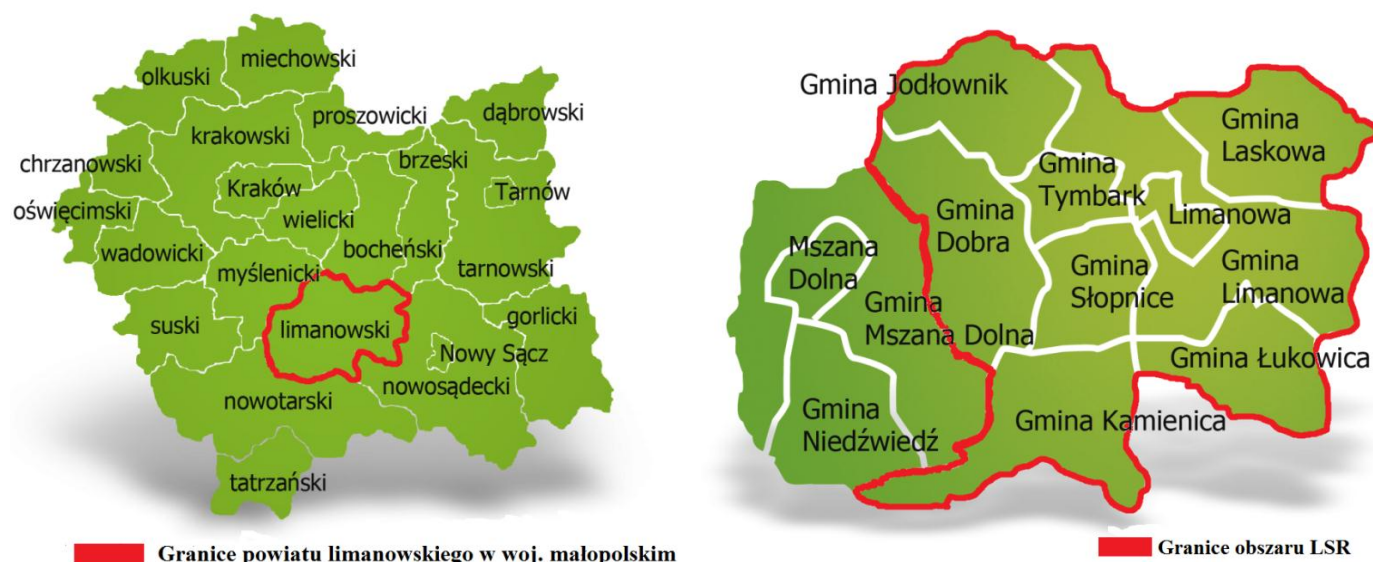 miechowski
olkuski
proszowicki
dąbrowski
krakowski
brzeski
chrzanowski
Kraków
Tarnów
oświęcimski
wielicki
wadowicki
bocheński
myślenicki
tarnowski
suski
limanowski
gorlicki
Nowy Sącz
nowosądecki
nowotarski
tatrzański
Granice powiatu limanowskiego w woj. małopolskim
Gmina Jodłownik
Gmina
Laskowa
Gmina
Tymbark
Limanowa
Gmina
Dobra
Mszana
Dolna
Gmina
Słopnice
Gmina
Limanowa
Gmina
Mszana Dolna
Gmina Łukowica
Gmina
Niedźwiedź
Gmina Kamienica
Granice obszaru LSR